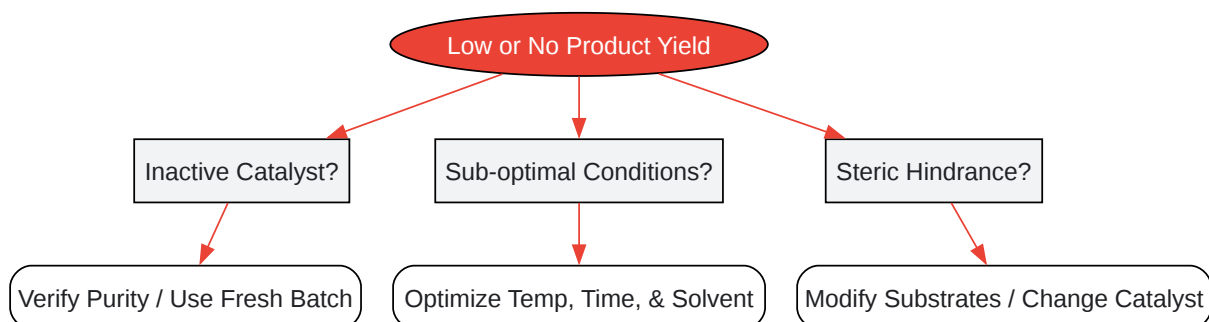 Low or No Product Yield
Inactive Catalyst?
Sub-optimal Conditions?
Steric Hindrance?
Verify Purity / Use Fresh Batch
Optimize Temp, Time, & Solvent
Modify Substrates / Change Catalyst